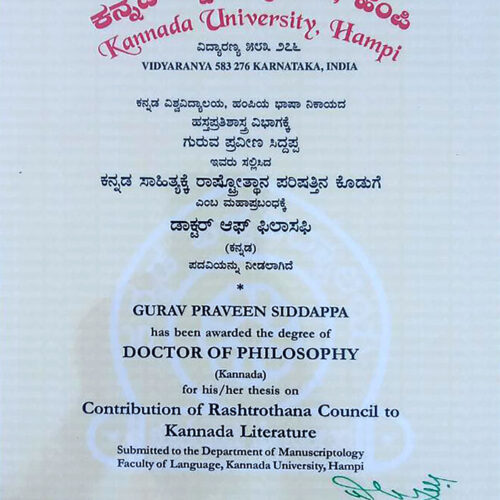 Kannada University, Hampi
ವಿದ್ಯಾರಣ್ಯ ೫೮೩ ೨೭೬
VIDYARANYA 583 276 KARNATAKA, INDIA
ಕನ್ನಡ ವಿಶ್ವವಿದ್ಯಾಲಯ, ಹಂಪಿಯ ಭಾಷಾ ನಿಕಾಯದ
ಹಸ್ತಪ್ರತಿಶಾಸ್ತ್ರ ವಿಭಾಗಕ್ಕೆ
ಗುರುವ ಪ್ರವೀಣ ಸಿದ್ದಪ್ಪ
ಇವರು ಸಲ್ಲಿಸಿದ
ಕನ್ನಡ ಸಾಹಿತ್ಯಕ್ಕೆ ರಾಷ್ಟ್ರೋತ್ಥಾನ ಪರಿಷತ್ತಿನ ಕೊಡುಗೆ
ಎಂಬ ಮಹಾಪ್ರಬಂಧಕ್ಕೆ
ಡಾಕ್ಟರ್ ಆಫ್ ಫಿಲಾಸಫಿ
(ಕನ್ನಡ)
ಪದವಿಯನ್ನು ನೀಡಲಾಗಿದೆ
*
GURAV PRAVEEN SIDDAPPA
has been awarded the degree of
DOCTOR OF PHILOSOPHY
(Kannada)
for his/her thesis on
Contribution of Rashtrothana Council to
Kannada Literature
Submitted to the Department of Manuscriptology
Faculty of Language, Kannada University, Hampi